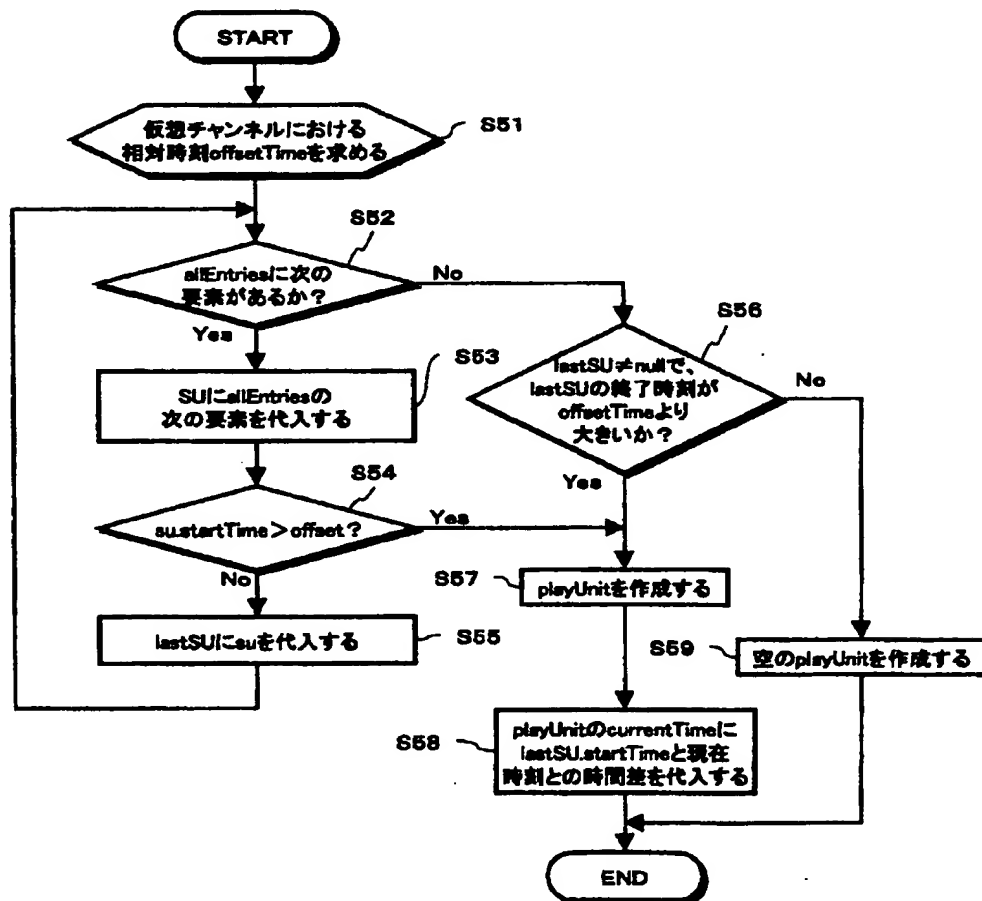 START
仮想チャンネルにおける
相対時刻offsetTimeを求める
S51
S52
allEntriesに次の
要素があるか？
No
Yes
S53
SUにallEntriesの
次の要素を代入する
S54
su.startTime＞offset？
Yes
No
lastSUにsuを代入する
S55
S56
lastSU≠nullで、
lastSUの終了時刻が
offsetTimeより
大きいか？
No
Yes
S57
playUnitを作成する
S59
空のplayUnitを作成する
S58
playUnitのcurrentTimeに
lastSU.startTimeと現在
時刻との時間差を代入する
END